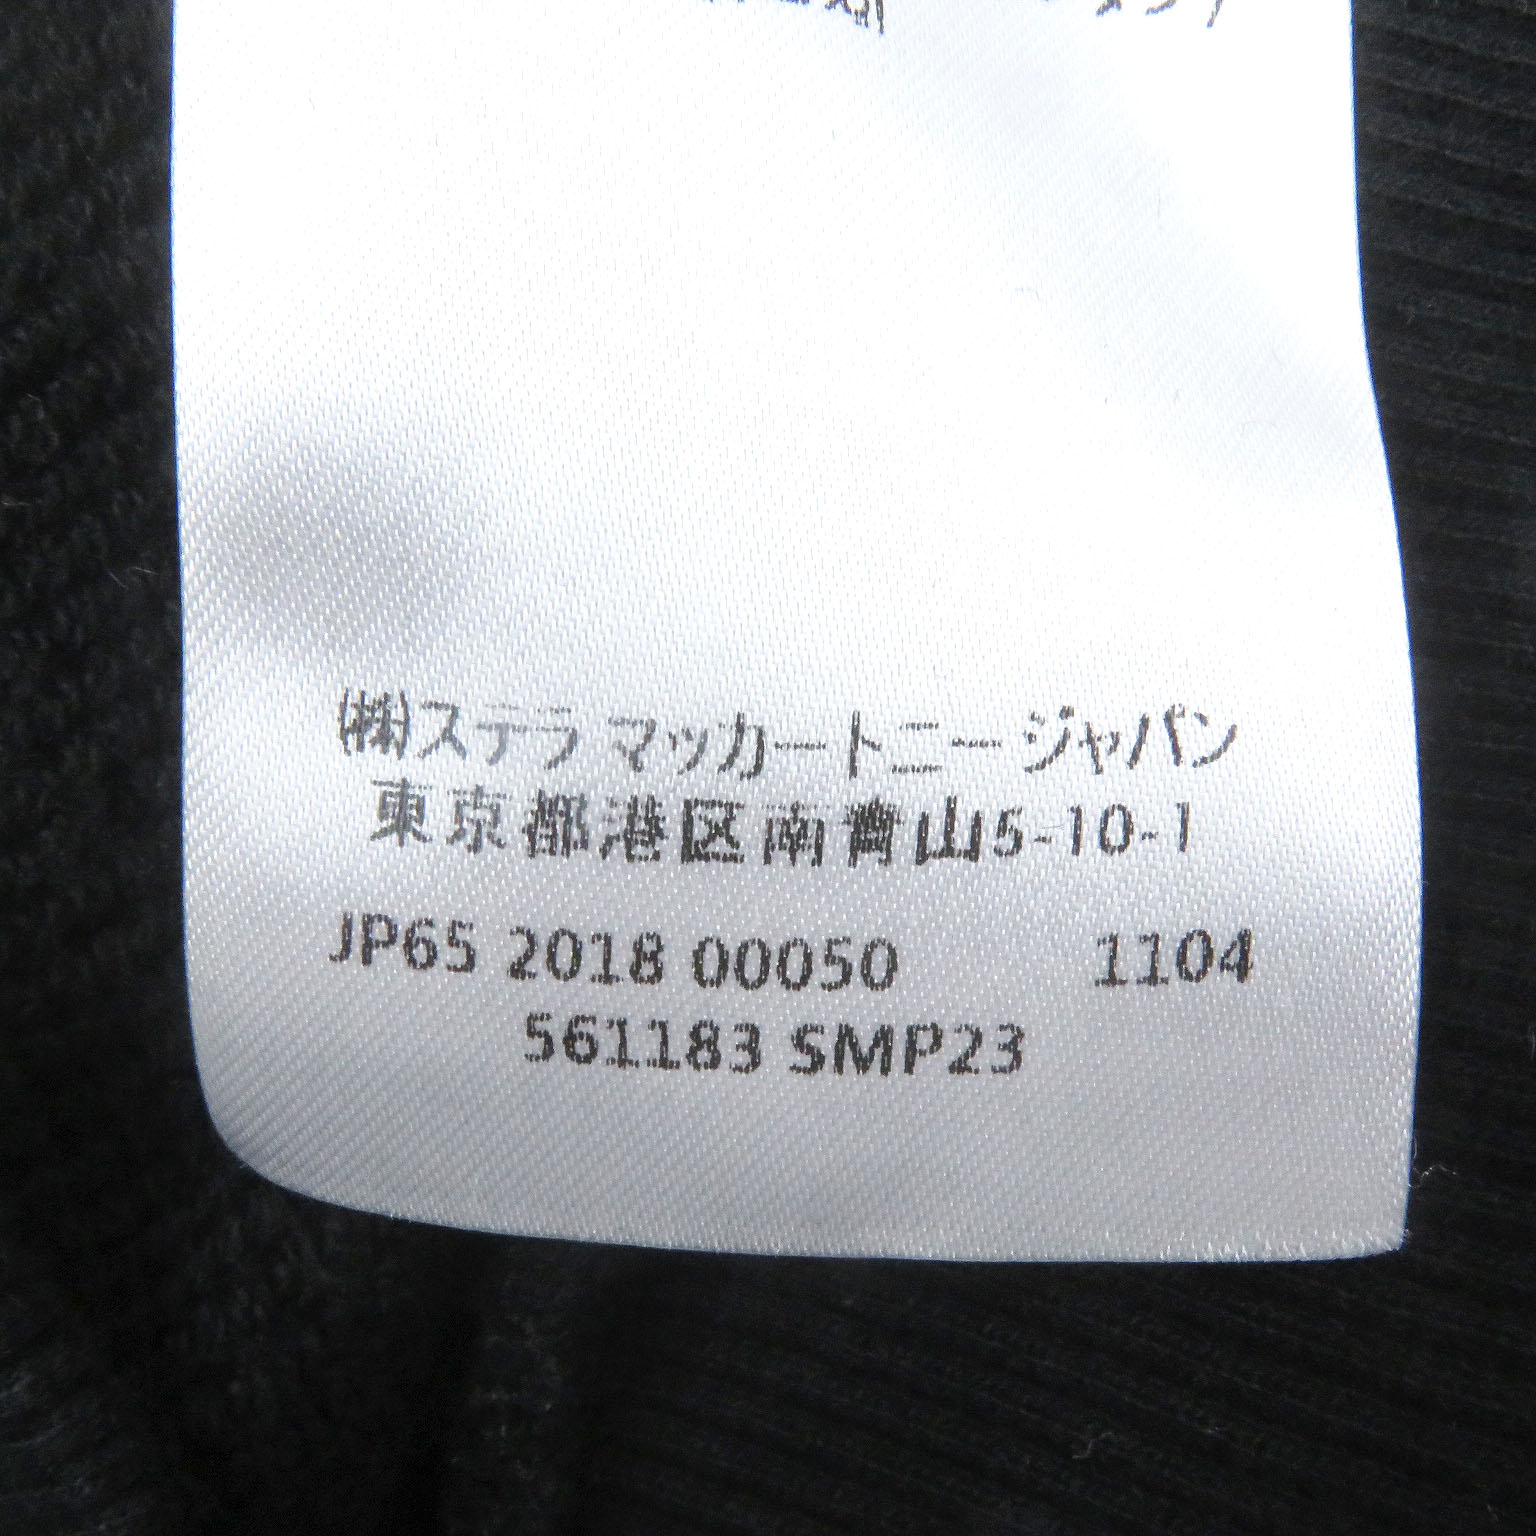 ㈱ステラ マッカートニー ジャパン
東京都港区南青山5-10-1
JP65 2018 00050 1104
561183 SMP23